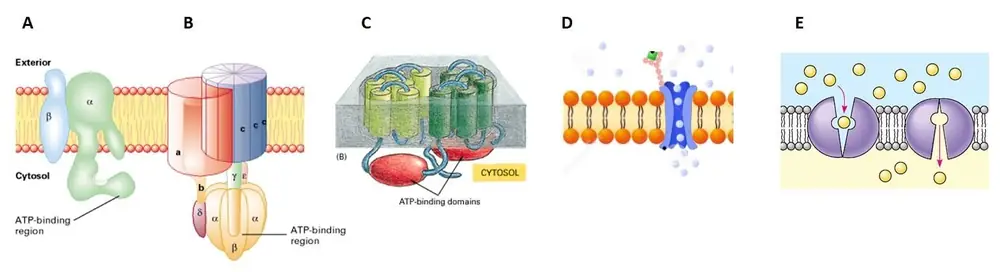 A
B
C
D
E
Exterior
β
α
Cytosol
ATP-binding
region
a
c
c
c
b
γ
ε
δ
α
α
β
ATP-binding
region
(B)
CYTOSOL
ATP-binding domains